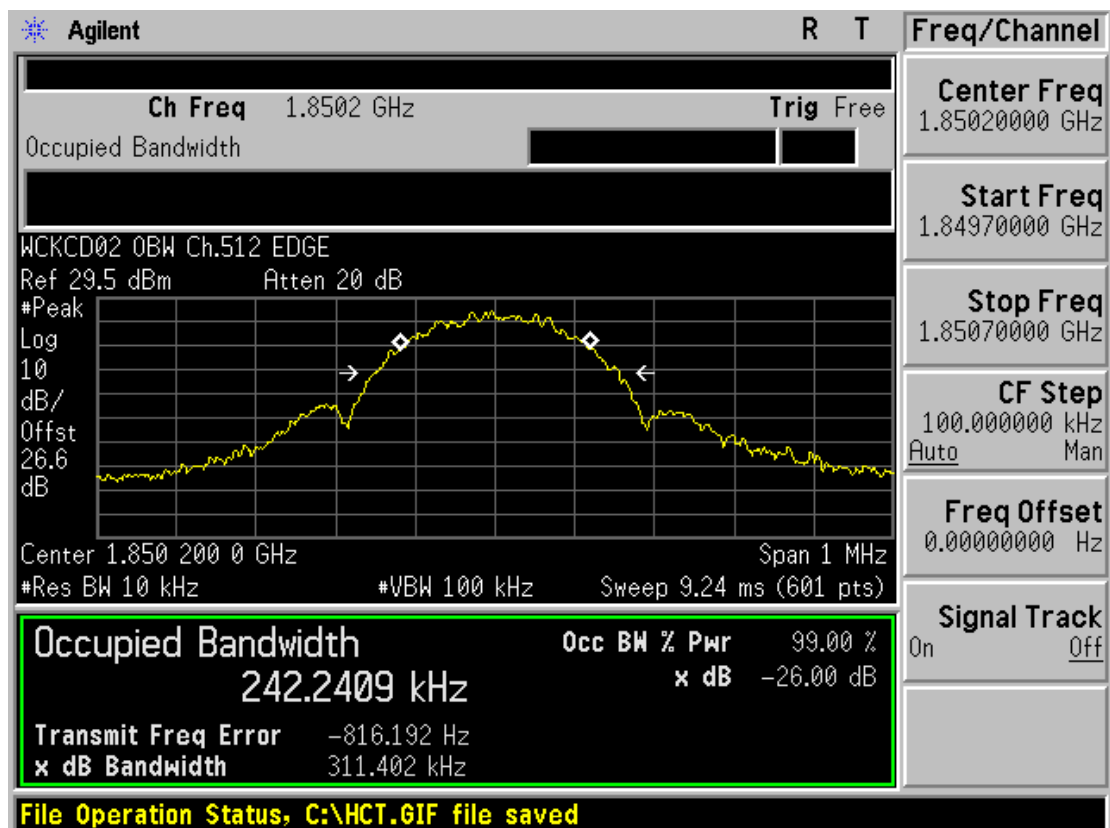 Agilent R T
Ch Freq 1.8502 GHz Trig Free
Occupied Bandwidth
WCKCD02 OBW Ch.512 EDGE
Ref 29.5 dBm Atten 20 dB
#Peak
Log
10
dB/
Offst
26.6
dB
Center 1.850 200 0 GHz Span 1 MHz
#Res BW 10 kHz #VBW 100 kHz Sweep 9.24 ms (601 pts)
Occupied Bandwidth Occ BW % Pwr 99.00 %
242.2409 kHz x dB -26.00 dB
Transmit Freq Error -816.192 Hz
x dB Bandwidth 311.402 kHz
File Operation Status, C:\HCT.GIF file saved
Freq/Channel
Center Freq
1.85020000 GHz
Start Freq
1.84970000 GHz
Stop Freq
1.85070000 GHz
CF Step
100.000000 kHz
Auto Man
Freq Offset
0.00000000 Hz
Signal Track
On Off